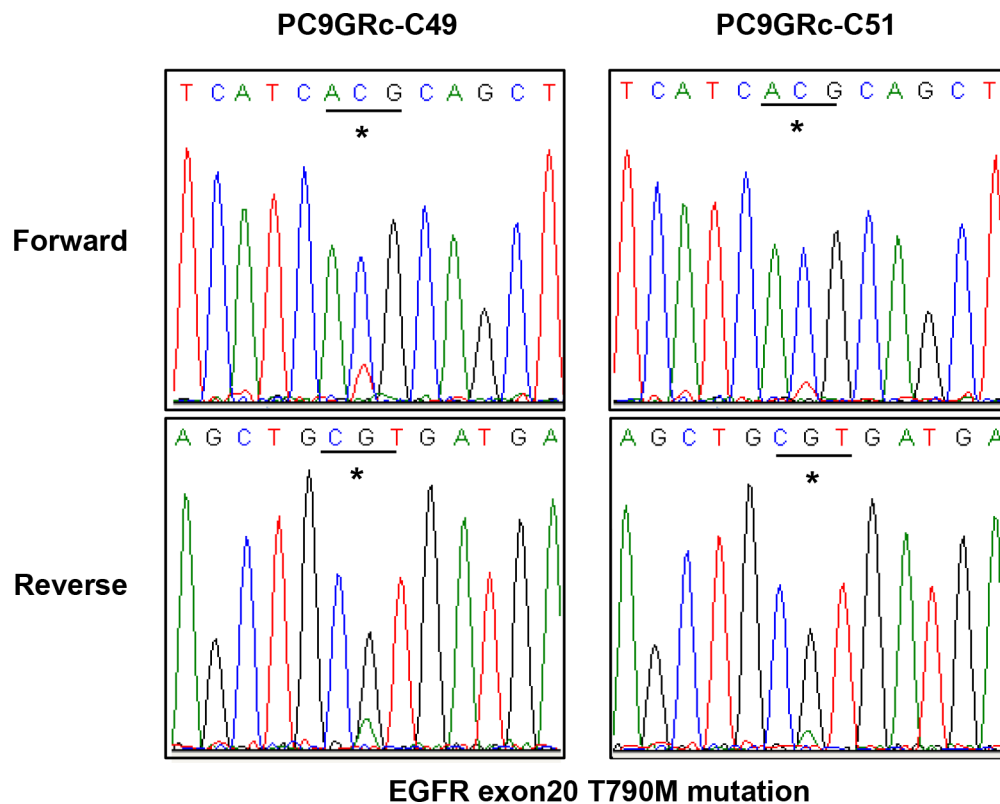 PC9GRc-C49 PC9GRc-C51
T C A T C A C G C A G C T T C A T C A C G C A G C T
* *
Forward
A G C T G C G T G A T G A A G C T G C G T G A T G A
* *
Reverse
EGFR exon20 T790M mutation